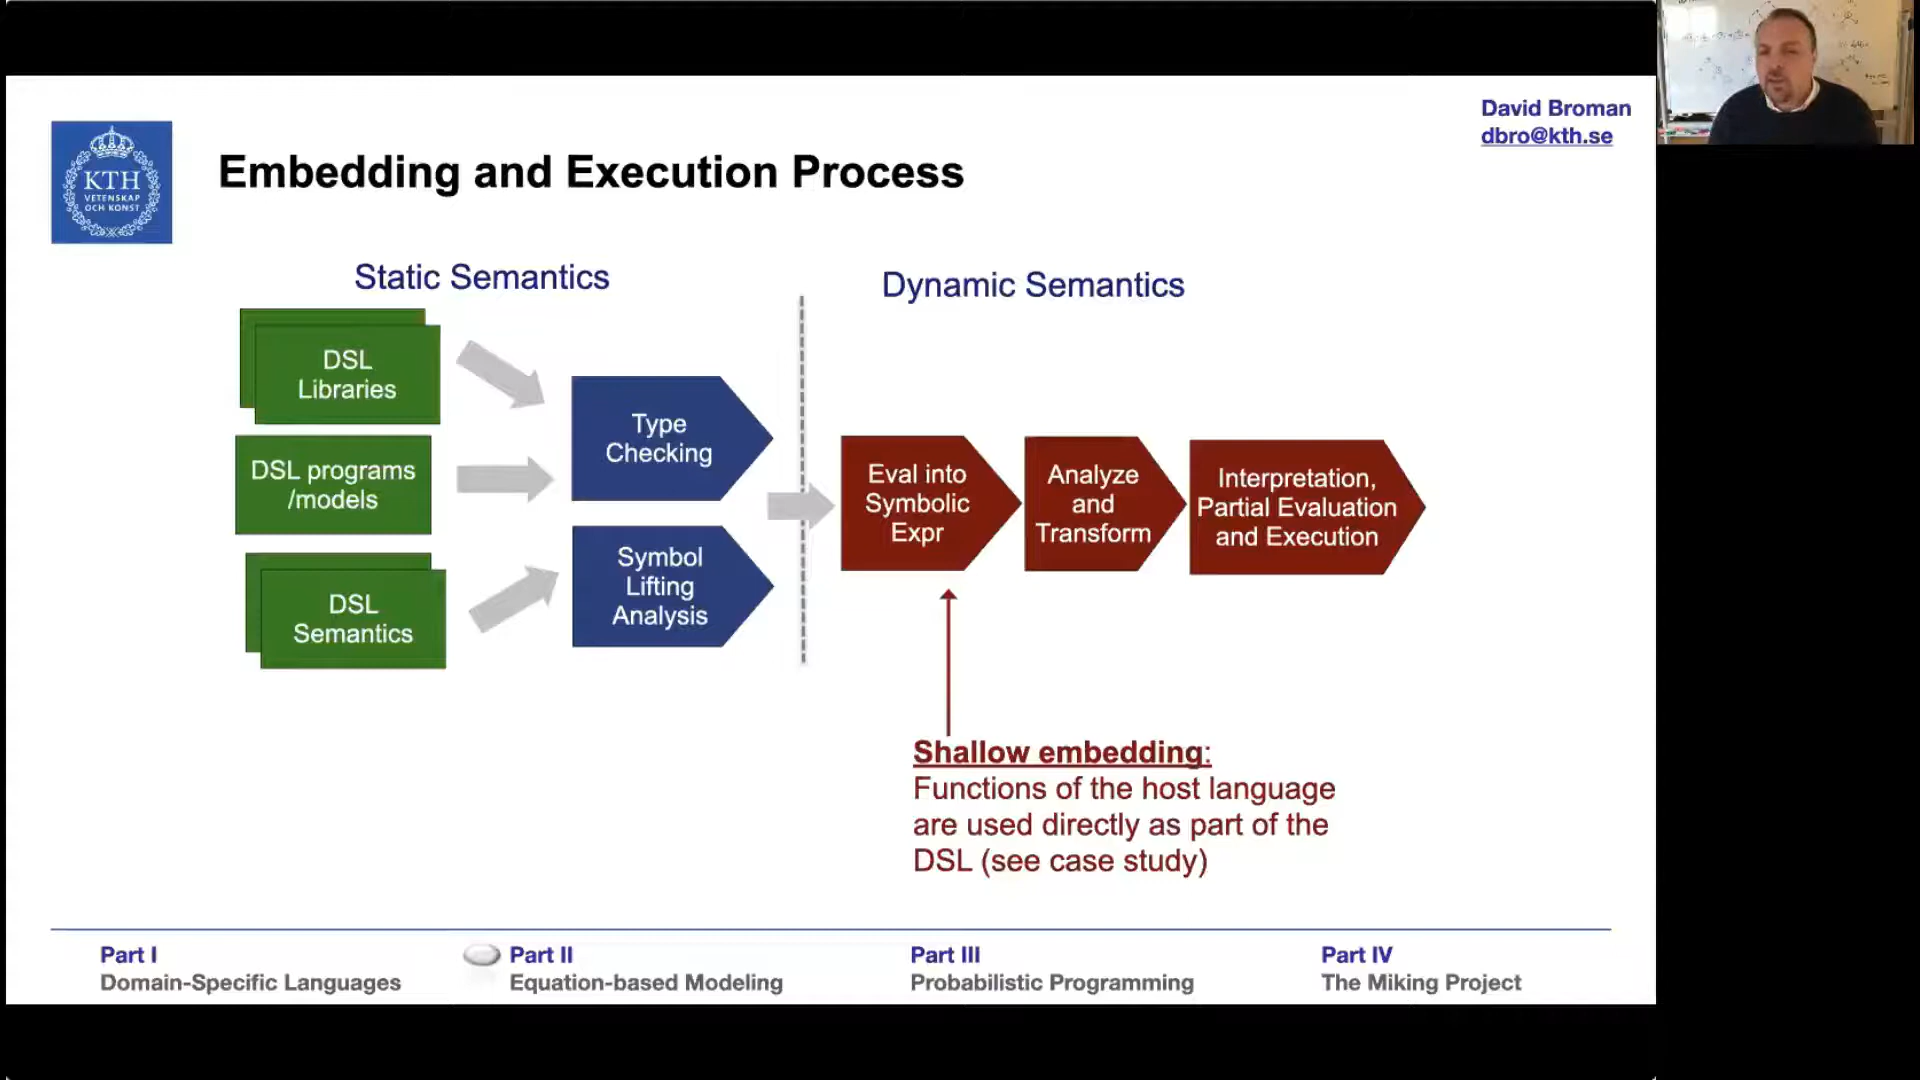 David Broman
dbro@kth.se
KTH
VETENSKAP
OCH KONST
Embedding and Execution Process
Static Semantics
Dynamic Semantics
DSL
Libraries
DSL programs
/models
DSL
Semantics
Type
Checking
Symbol
Lifting
Analysis
Eval into
Symbolic
Expr
Analyze
and
Transform
Interpretation,
Partial Evaluation
and Execution
Shallow embedding:
Functions of the host language
are used directly as part of the
DSL (see case study)
Part I
Domain-Specific Languages
Part II
Equation-based Modeling
Part III
Probabilistic Programming
Part IV
The Miking Project